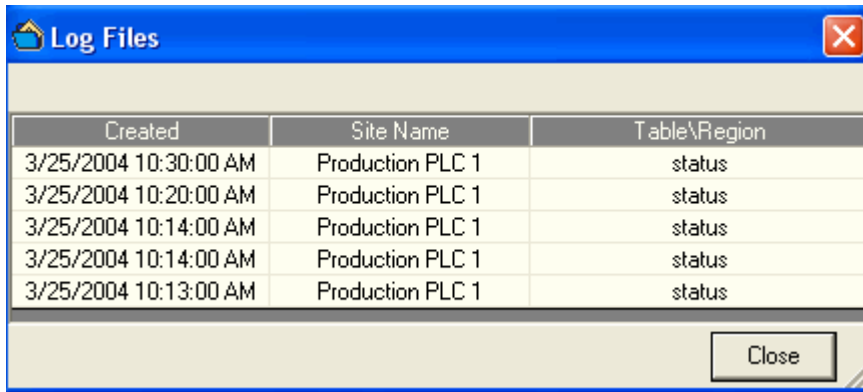 Log Files
Created Site Name Table\Region
3/25/2004 10:30:00 AM Production PLC 1 status
3/25/2004 10:20:00 AM Production PLC 1 status
3/25/2004 10:14:00 AM Production PLC 1 status
3/25/2004 10:14:00 AM Production PLC 1 status
3/25/2004 10:13:00 AM Production PLC 1 status
Close